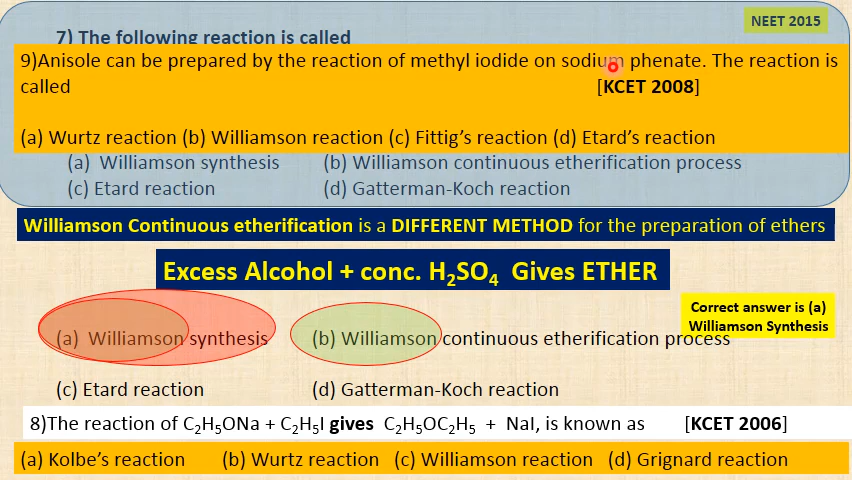 NEET 2015
7) The following reaction is called
9)Anisole can be prepared by the reaction of methyl iodide on sodium phenate. The reaction is
called [KCET 2008]
(a) Wurtz reaction (b) Williamson reaction (c) Fittig’s reaction (d) Etard’s reaction
(a) Williamson synthesis (b) Williamson continuous etherification process
(c) Etard reaction (d) Gatterman-Koch reaction
Williamson Continuous etherification is a DIFFERENT METHOD for the preparation of ethers
Excess Alcohol + conc. H₂SO₄ Gives ETHER
Correct answer is (a)
Williamson Synthesis
(a) Williamson synthesis (b) Williamson continuous etherification process
(c) Etard reaction (d) Gatterman-Koch reaction
8)The reaction of C₂H₅ONa + C₂H₅I gives C₂H₅OC₂H₅ + NaI, is known as [KCET 2006]
(a) Kolbe’s reaction (b) Wurtz reaction (c) Williamson reaction (d) Grignard reaction